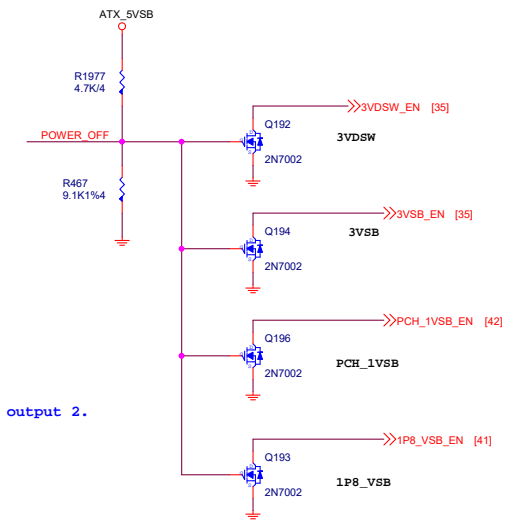 ATX_5VSB
R1977
4.7K/4
POWER_OFF
R467
9.1K1%4
3VDSW_EN [35]
Q192
3VDSW
2N7002
3VSB_EN [35]
Q194
3VSB
2N7002
PCH_1VSB_EN [42]
Q196
PCH_1VSB
2N7002
output 2.
1P8_VSB_EN [41]
Q193
1P8_VSB
2N7002